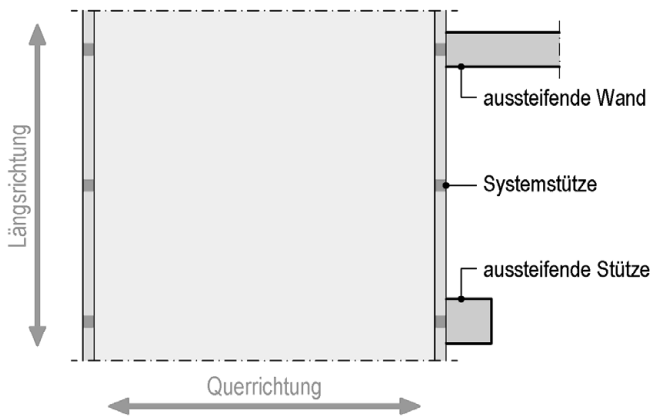 aussteifende Wand
Längsrichtung
Systemstütze
aussteifende Stütze
Querrichtung